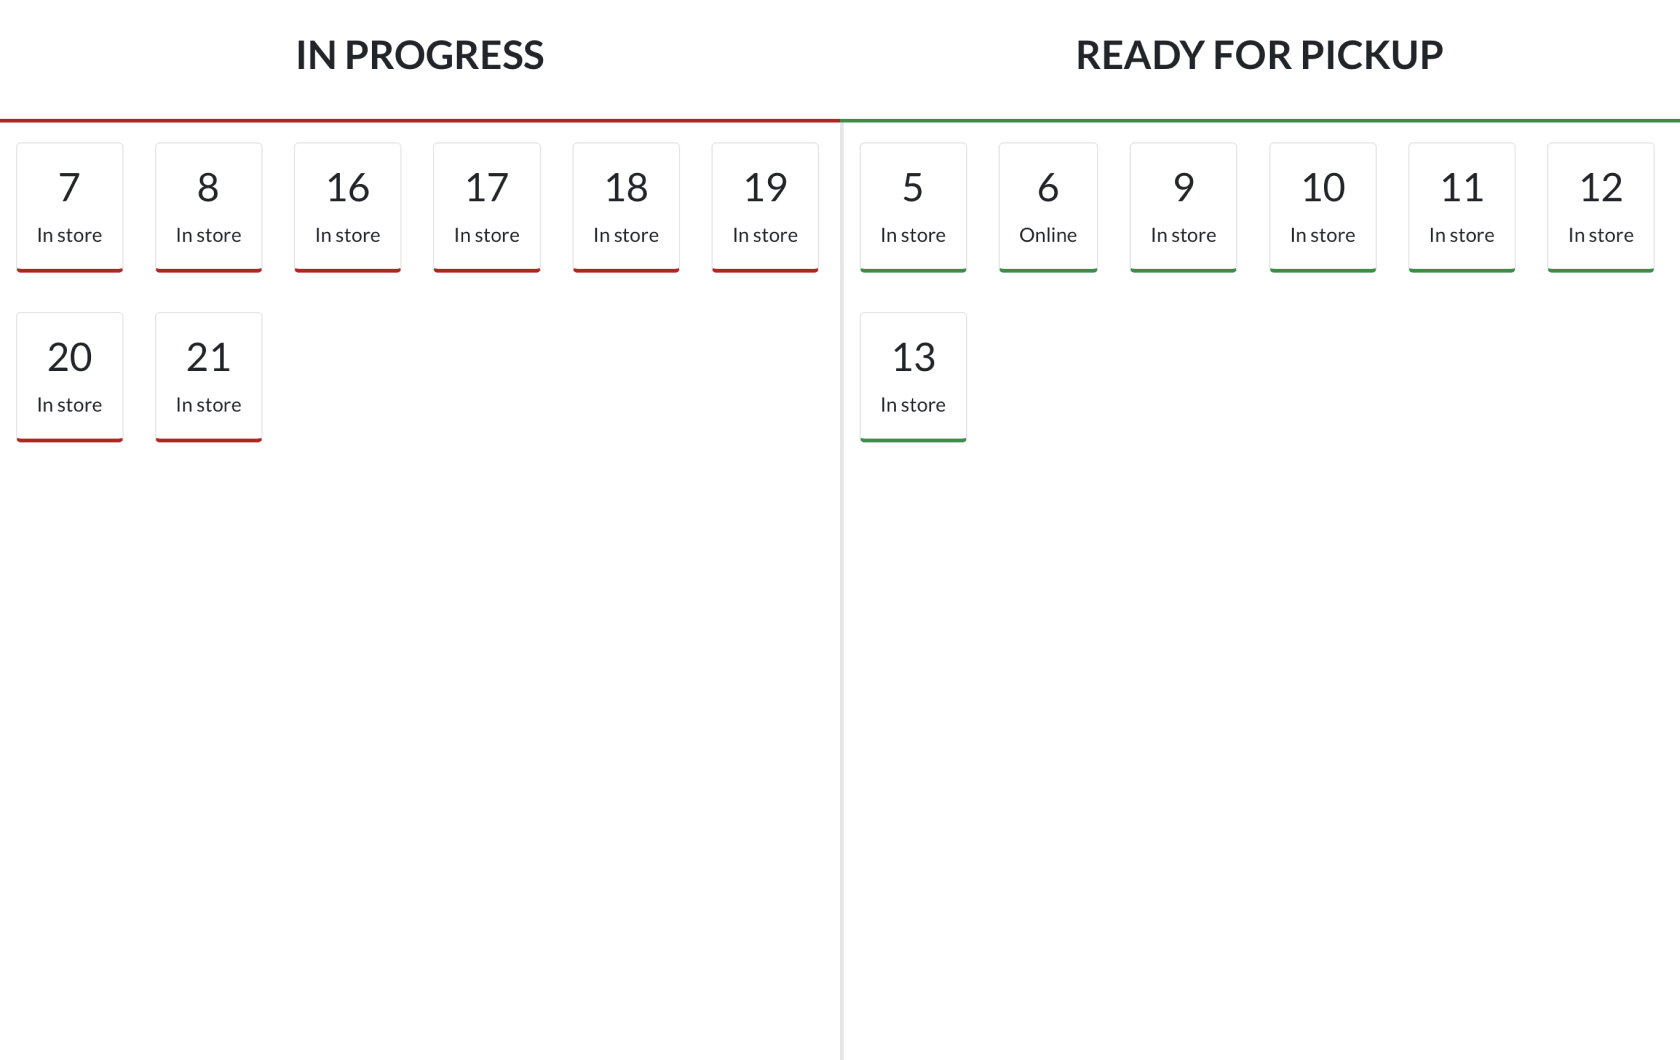 IN PROGRESS
7
In store
8
In store
16
In store
17
In store
18
In store
19
In store
20
In store
21
In store
READY FOR PICKUP
5
In store
6
Online
9
In store
10
In store
11
In store
12
In store
13
In store